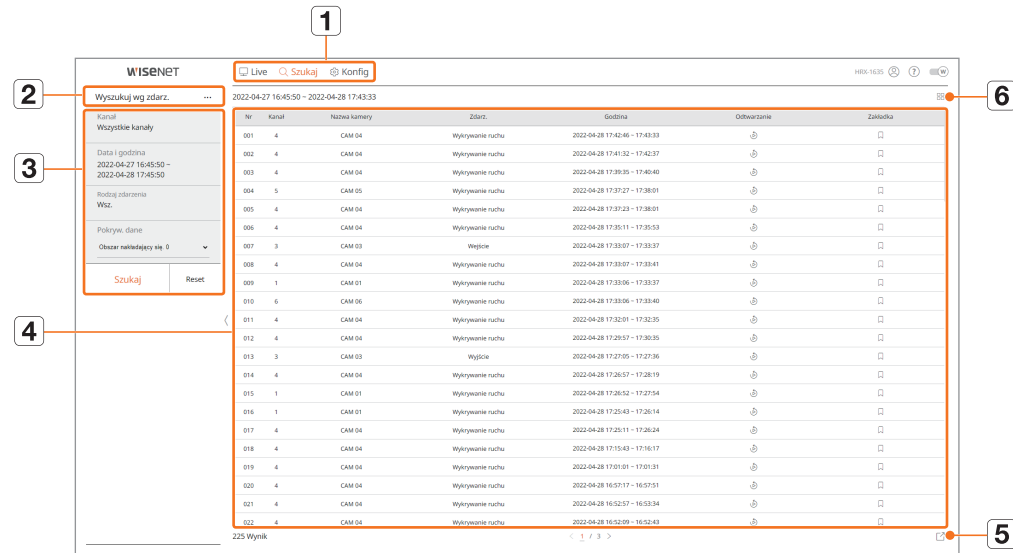 1
WISENET
Live Szukaj Konfig
HRX-1635 ? W
2
Wyszukuj wg zdarz. ...
2022-04-27 16:45:50 ~ 2022-04-28 17:43:33
6
3
Kanał
Wszystkie kanały
Data i godzina
2022-04-27 16:45:50 ~
2022-04-28 17:45:50
Rodzaj zdarzenia
Wsz.
Pokryw. dane
Obszar nakładający się. 0
Szukaj Reset
4
Nr Kanał Nazwa kamery Zdarz. Godzina Odtwarzanie Zakładka
001 4 CAM 04 Wykrywanie ruchu 2022-04-28 17:42:46 ~ 17:43:33
002 4 CAM 04 Wykrywanie ruchu 2022-04-28 17:41:32 ~ 17:42:37
003 4 CAM 04 Wykrywanie ruchu 2022-04-28 17:39:35 ~ 17:40:40
004 5 CAM 05 Wykrywanie ruchu 2022-04-28 17:37:27 ~ 17:38:01
005 4 CAM 04 Wykrywanie ruchu 2022-04-28 17:37:23 ~ 17:38:01
006 4 CAM 04 Wykrywanie ruchu 2022-04-28 17:35:11 ~ 17:35:53
007 3 CAM 03 Wejście 2022-04-28 17:33:07 ~ 17:33:37
008 4 CAM 04 Wykrywanie ruchu 2022-04-28 17:33:07 ~ 17:33:41
009 1 CAM 01 Wykrywanie ruchu 2022-04-28 17:33:06 ~ 17:33:37
010 6 CAM 06 Wykrywanie ruchu 2022-04-28 17:33:06 ~ 17:33:40
011 4 CAM 04 Wykrywanie ruchu 2022-04-28 17:32:01 ~ 17:32:35
012 4 CAM 04 Wykrywanie ruchu 2022-04-28 17:29:57 ~ 17:30:35
013 3 CAM 03 Wyjście 2022-04-28 17:27:05 ~ 17:27:36
014 4 CAM 04 Wykrywanie ruchu 2022-04-28 17:26:57 ~ 17:28:19
015 1 CAM 01 Wykrywanie ruchu 2022-04-28 17:26:52 ~ 17:27:54
016 1 CAM 01 Wykrywanie ruchu 2022-04-28 17:25:43 ~ 17:26:14
017 4 CAM 04 Wykrywanie ruchu 2022-04-28 17:25:11 ~ 17:26:24
018 4 CAM 04 Wykrywanie ruchu 2022-04-28 17:15:43 ~ 17:16:17
019 4 CAM 04 Wykrywanie ruchu 2022-04-28 17:01:01 ~ 17:01:31
020 4 CAM 04 Wykrywanie ruchu 2022-04-28 16:57:17 ~ 16:57:51
021 4 CAM 04 Wykrywanie ruchu 2022-04-28 16:52:57 ~ 16:53:34
022 4 CAM 04 Wykrywanie ruchu 2022-04-28 16:52:09 ~ 16:52:43
225 Wynik < 1 / 3 >
5